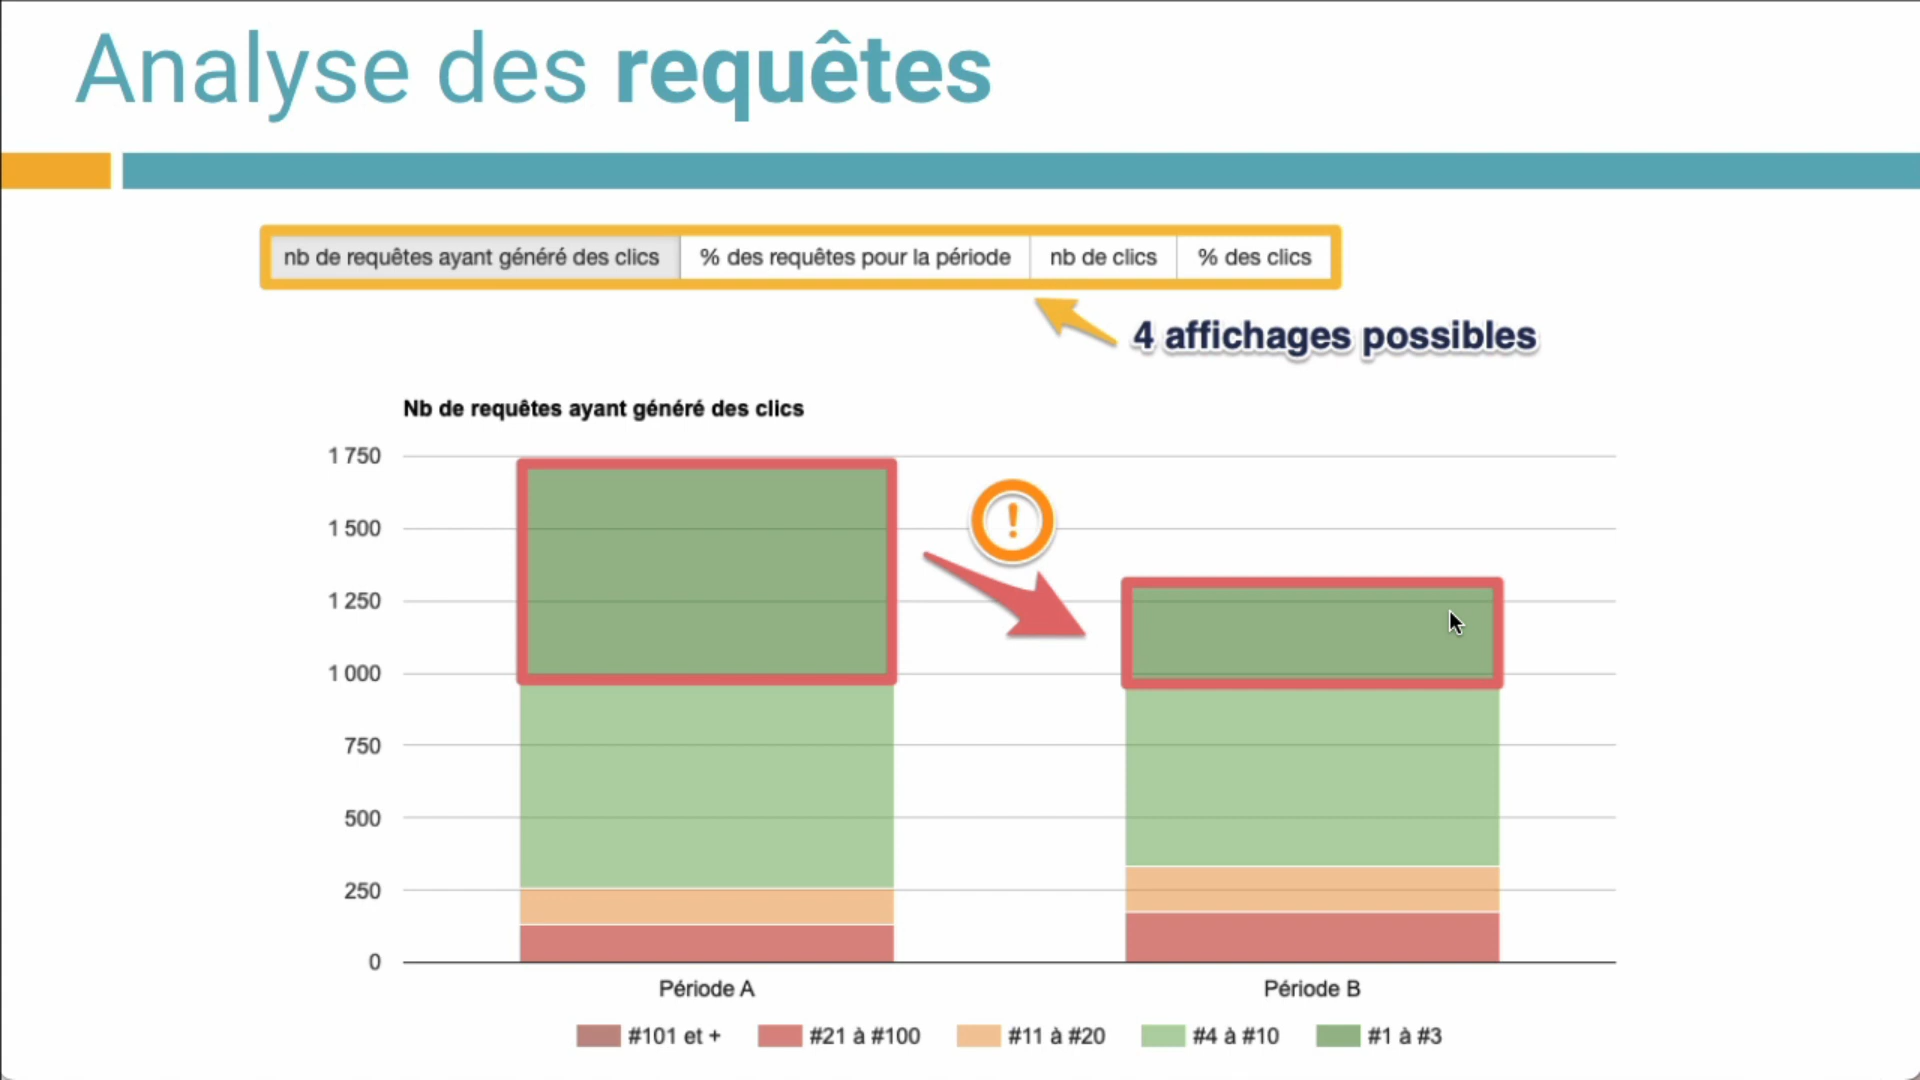 Analyse des requêtes
nb de requêtes ayant généré des clics % des requêtes pour la période nb de clics % des clics
4 affichages possibles
Nb de requêtes ayant généré des clics
1 750
!
1 500
1 250
1 000
750
500
250
0
Période A Période B
#101 et + #21 à #100 #11 à #20 #4 à #10 #1 à #3